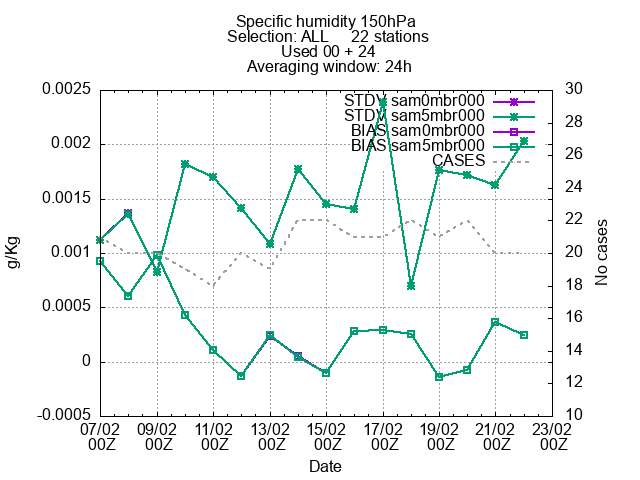 Specific humidity 150hPa
Selection: ALL 22 stations
Used 00 + 24
Averaging window: 24h
STDV sam0mbr000
STDV sam5mbr000
BIAS sam0mbr000
BIAS sam5mbr000
CASES
g/Kg
0.0025
0.002
0.0015
0.001
0.0005
0
-0.0005
30
28
26
24
22
20
18
16
14
12
10
No cases
07/02 09/02 11/02 13/02 15/02 17/02 19/02 21/02 23/02
00Z 00Z 00Z 00Z 00Z 00Z 00Z 00Z 00Z
Date